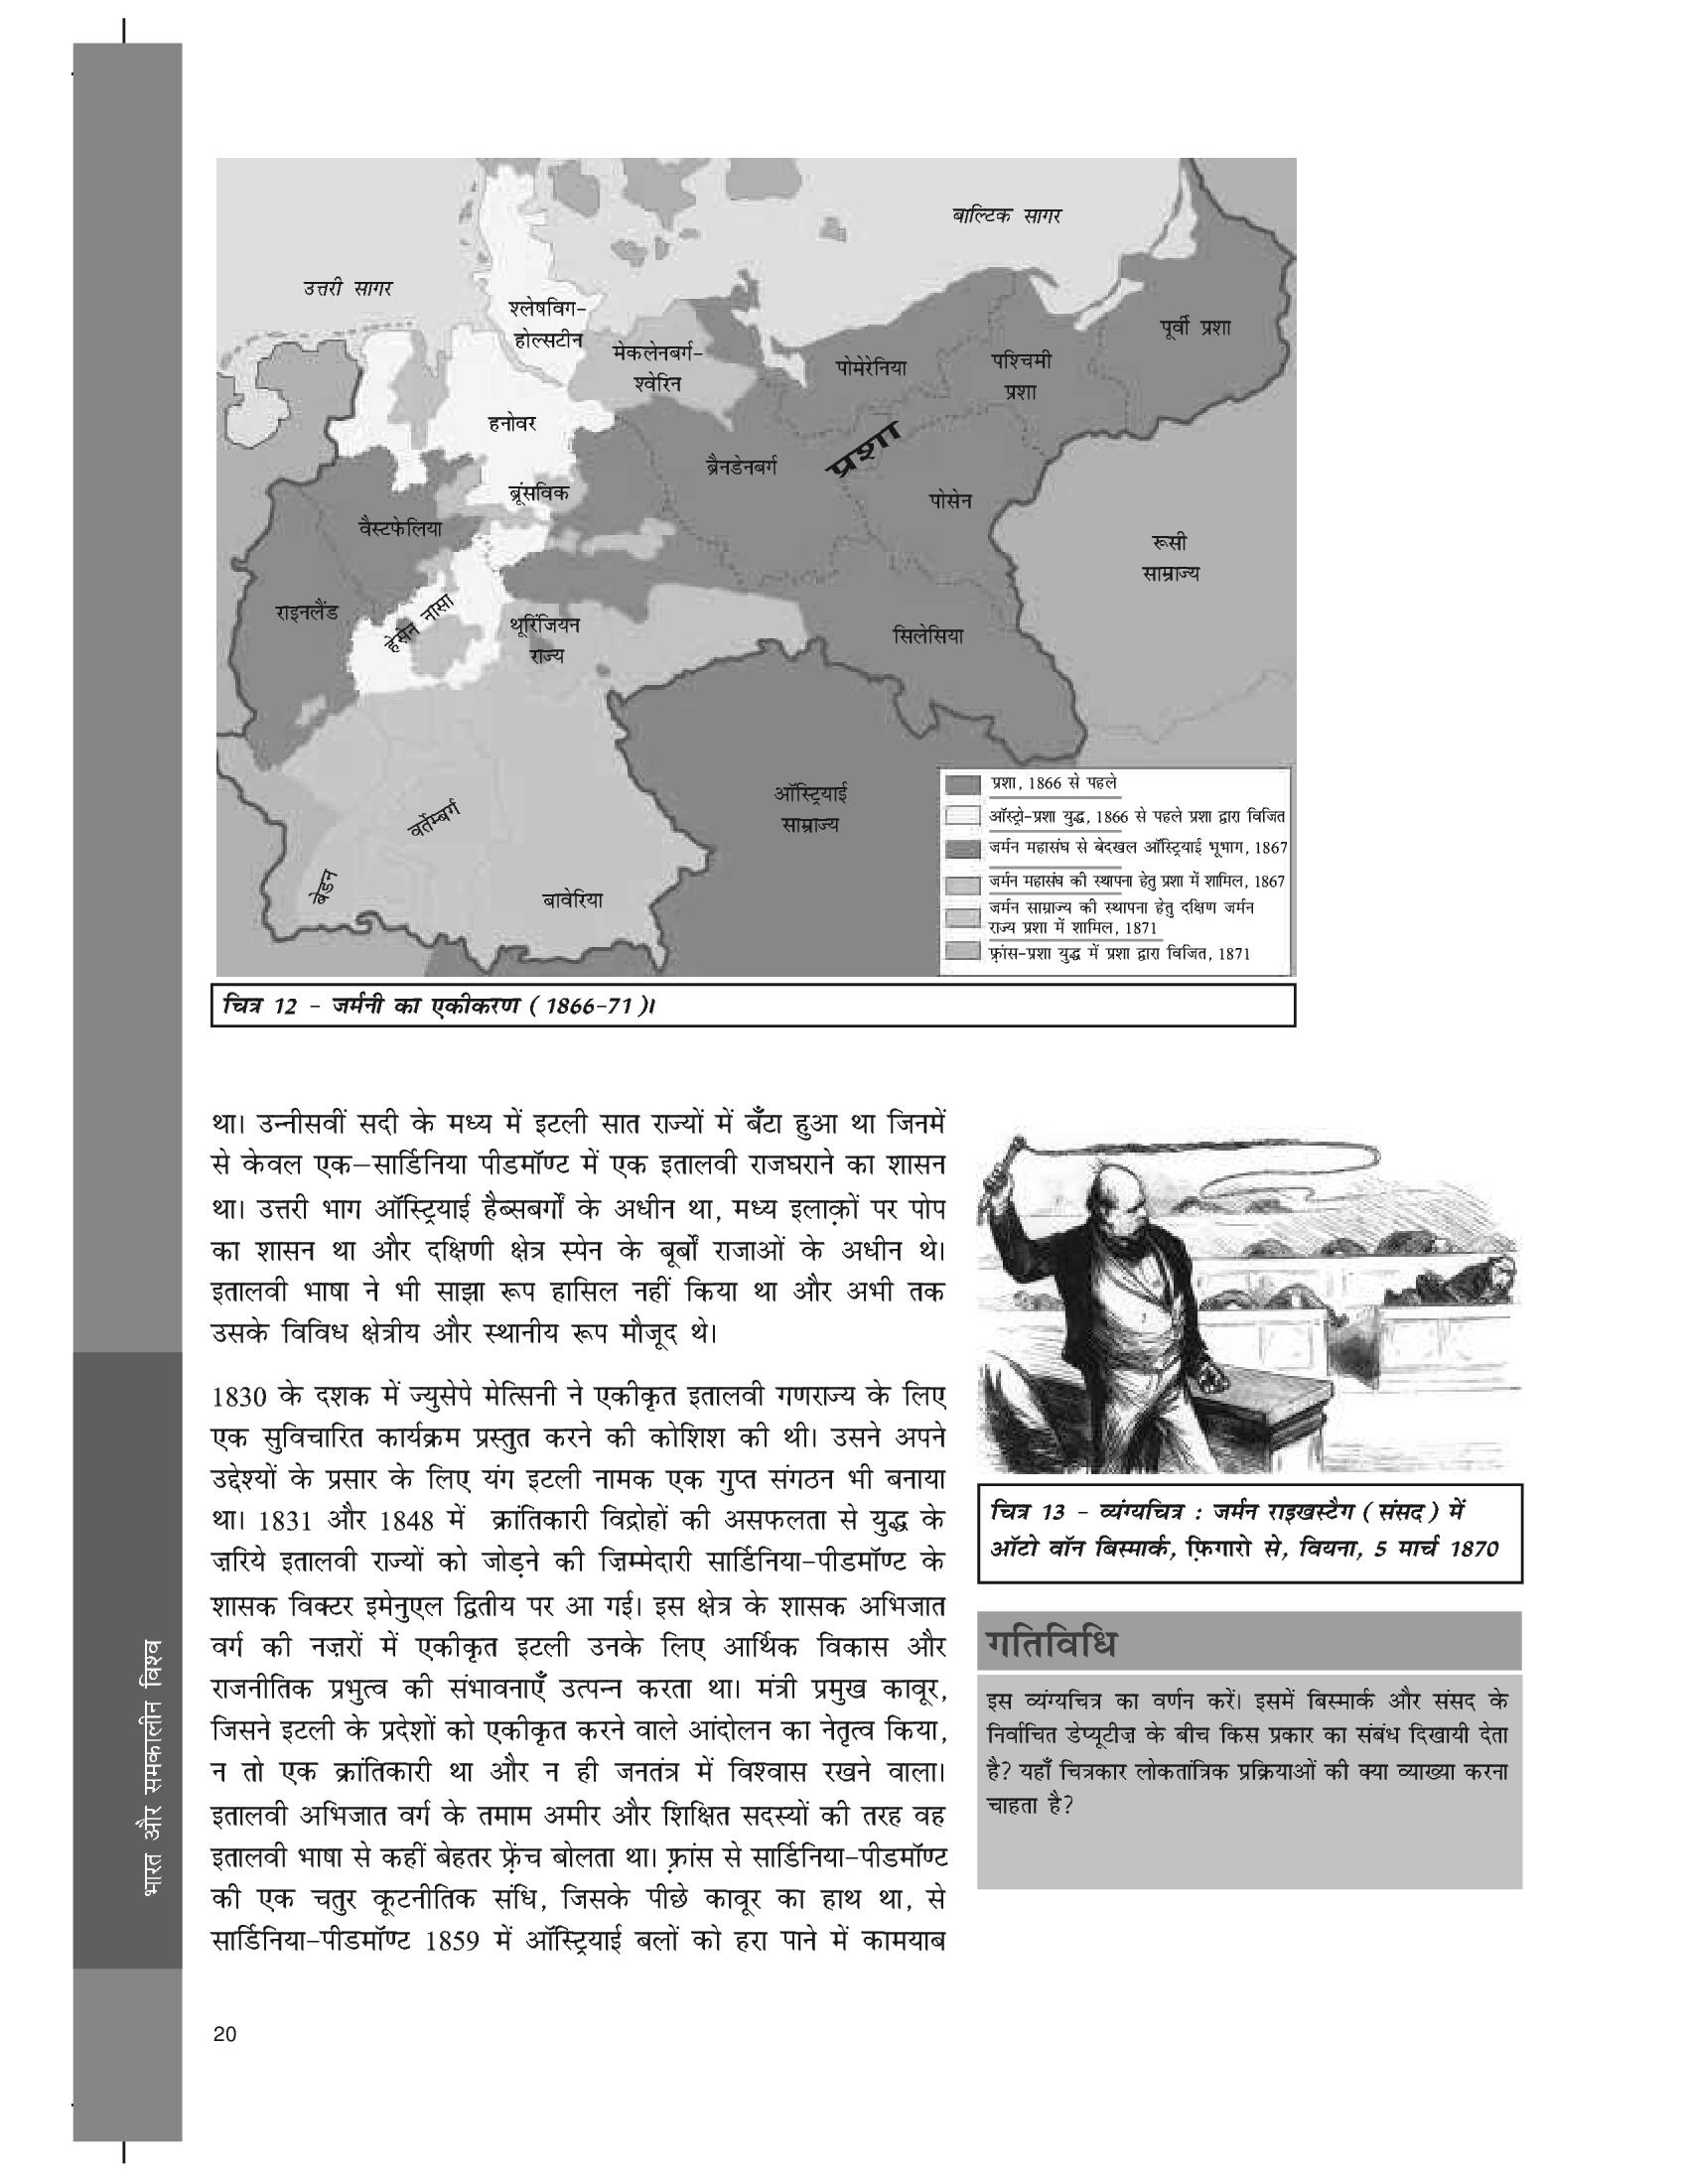 बाल्टिक सागर
उत्तरी सागर
श्लेषविग-
होल्सटीन
मेकलेनबर्ग-
श्वेरिन
पोमेरेनिया
पश्चिमी
प्रशा
पूर्वी प्रशा
हनोवर
ब्रैनडेनबर्ग
प्रशा
पोसेन
ब्रूंसविक
वैस्टफेलिया
रूसी
साम्राज्य
राइनलैंड
हेसेन नासा
थूरिंजियन
राज्य
सिलेसिया
ऑस्ट्रियाई
साम्राज्य
वर्तेम्बर्ग
बेडन
बावेरिया
प्रशा, 1866 से पहले
ऑस्ट्रो-प्रशा युद्ध, 1866 से पहले प्रशा द्वारा विजित
जर्मन महासंघ से बेदखल ऑस्ट्रियाई भूभाग, 1867
जर्मन महासंघ की स्थापना हेतु प्रशा में शामिल, 1867
जर्मन साम्राज्य की स्थापना हेतु दक्षिण जर्मन
राज्य प्रशा में शामिल, 1871
फ़्रांस-प्रशा युद्ध में प्रशा द्वारा विजित, 1871
चित्र 12 - जर्मनी का एकीकरण ( 1866-71 )।
था। उन्नीसवीं सदी के मध्य में इटली सात राज्यों में बँटा हुआ था जिनमें
से केवल एक–सार्डिनिया पीडमॉण्ट में एक इतालवी राजघराने का शासन
था। उत्तरी भाग ऑस्ट्रियाई हैब्सबर्गों के अधीन था, मध्य इलाक़ों पर पोप
का शासन था और दक्षिणी क्षेत्र स्पेन के बूर्बों राजाओं के अधीन थे।
इतालवी भाषा ने भी साझा रूप हासिल नहीं किया था और अभी तक
उसके विविध क्षेत्रीय और स्थानीय रूप मौजूद थे।
1830 के दशक में ज्युसेपे मेत्सिनी ने एकीकृत इतालवी गणराज्य के लिए
एक सुविचारित कार्यक्रम प्रस्तुत करने की कोशिश की थी। उसने अपने
उद्देश्यों के प्रसार के लिए यंग इटली नामक एक गुप्त संगठन भी बनाया
था। 1831 और 1848 में क्रांतिकारी विद्रोहों की असफलता से युद्ध के
ज़रिये इतालवी राज्यों को जोड़ने की ज़िम्मेदारी सार्डिनिया-पीडमॉण्ट के
शासक विक्टर इमेनुएल द्वितीय पर आ गई। इस क्षेत्र के शासक अभिजात
वर्ग की नज़रों में एकीकृत इटली उनके लिए आर्थिक विकास और
राजनीतिक प्रभुत्व की संभावनाएँ उत्पन्न करता था। मंत्री प्रमुख कावूर,
जिसने इटली के प्रदेशों को एकीकृत करने वाले आंदोलन का नेतृत्व किया,
न तो एक क्रांतिकारी था और न ही जनतंत्र में विश्वास रखने वाला।
इतालवी अभिजात वर्ग के तमाम अमीर और शिक्षित सदस्यों की तरह वह
इतालवी भाषा से कहीं बेहतर फ़्रेंच बोलता था। फ़्रांस से सार्डिनिया-पीडमॉण्ट
की एक चतुर कूटनीतिक संधि, जिसके पीछे कावूर का हाथ था, से
सार्डिनिया-पीडमॉण्ट 1859 में ऑस्ट्रियाई बलों को हरा पाने में कामयाब
चित्र 13 - व्यंग्यचित्र : जर्मन राइखस्टैग ( संसद ) में
ऑटो वॉन बिस्मार्क, फ़िगारो से, वियना, 5 मार्च 1870
गतिविधि
इस व्यंग्यचित्र का वर्णन करें। इसमें बिस्मार्क और संसद के
निर्वाचित डेप्यूटीज़ के बीच किस प्रकार का संबंध दिखायी देता
है? यहाँ चित्रकार लोकतांत्रिक प्रक्रियाओं की क्या व्याख्या करना
चाहता है?
भारत और समकालीन विश्व
20